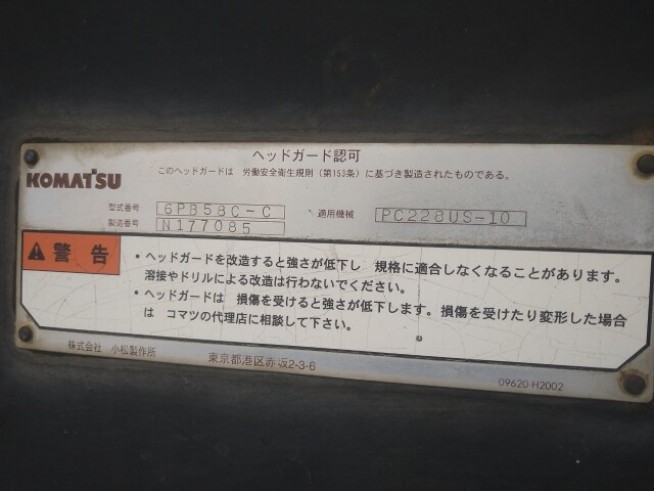 ヘッドガード認可
KOMATSU
このヘッドガードは 労働安全衛生規則(第153条)に基づき製造されたものである。
型式番号 6PB58C-C 適用機械 PC228US-10
製造番号 N177085
警告
・ヘッドガードを改造すると強さが低下し 規格に適合しなくなることがあります。
溶接やドリルによる改造は行わないでください。
・ヘッドガードは 損傷を受けると強さが低下します。損傷を受けたり変形した場合
は コマツの代理店に相談して下さい。
株式会社 小松製作所 東京都港区赤坂2-3-6
09620-H2002